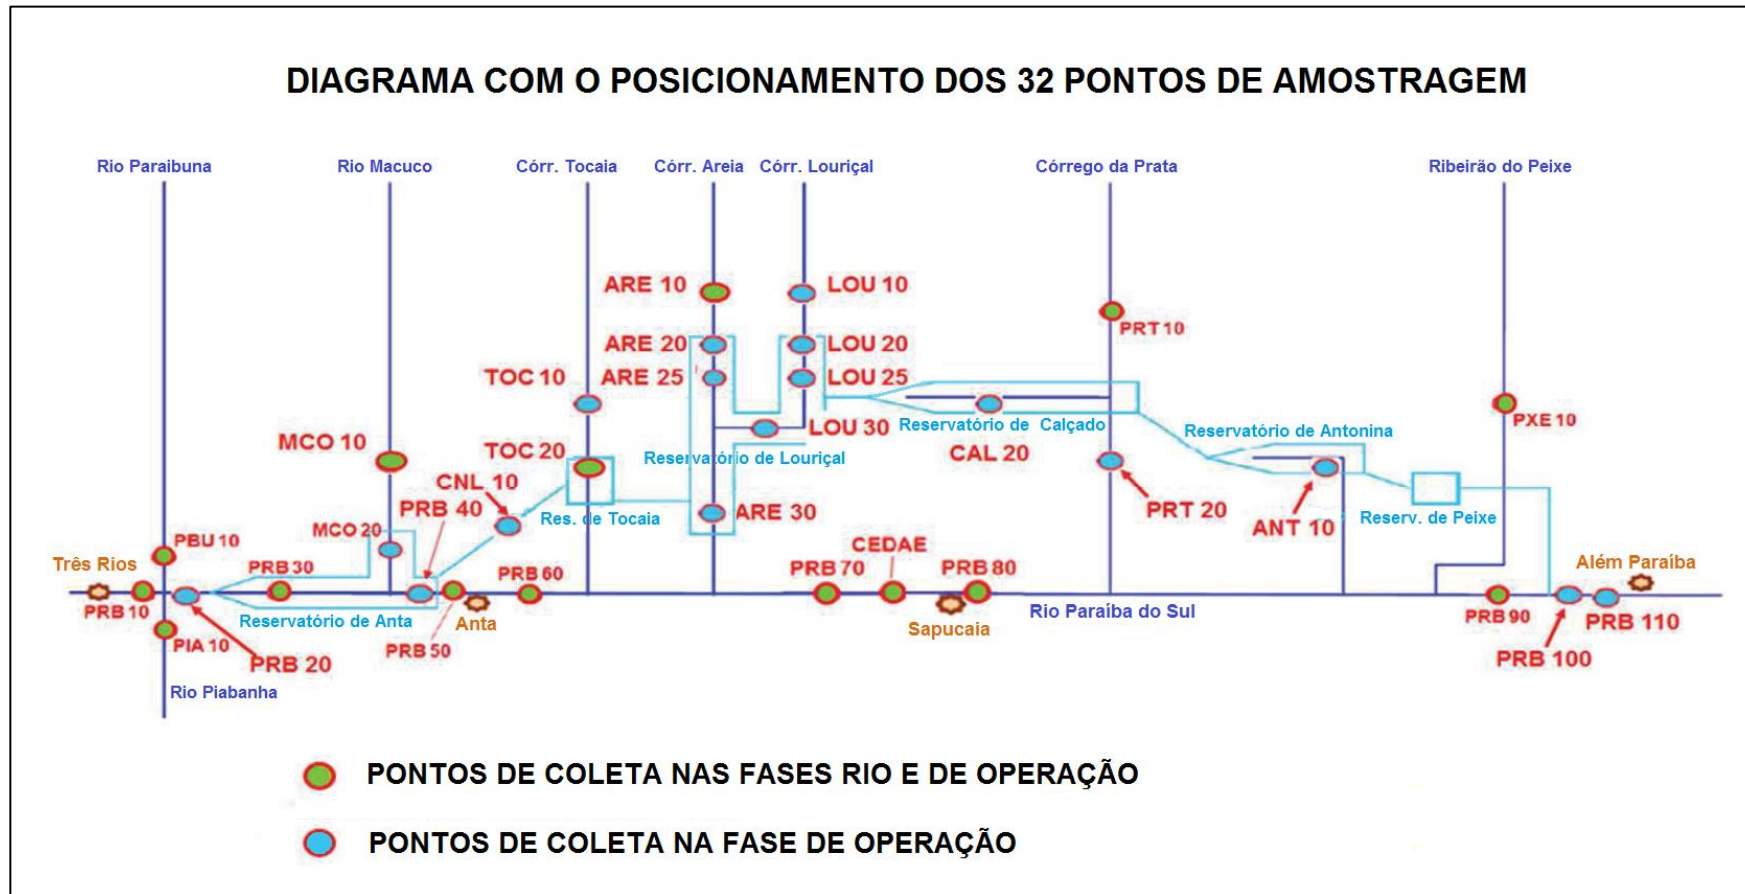 DIAGRAMA COM O POSICIONAMENTO DOS 32 PONTOS DE AMOSTRAGEM
Rio Paraibuna
Rio Macuco
Córr. Tocaia
Córr. Areia
Córr. Louriçal
Córrego da Prata
Ribeirão do Peixe
ARE 10
LOU 10
PRT 10
ARE 20
LOU 20
TOC 10
ARE 25
LOU 25
PXE 10
MCO 10
LOU 30
Reservatório de Calçado
Reservatório de Antonina
TOC 20
Reservatório de Louriçal
CAL 20
CNL 10
PRB 40
Res. de Tocaia
ARE 30
PRT 20
ANT 10
Reserv. de Peixe
MCO 20
PBU 10
CEDAE
Três Rios
PRB 30
PRB 60
PRB 70
PRB 80
Além Paraíba
PRB 10
Reservatório de Anta
Anta
Sapucaia
Rio Paraíba do Sul
PRB 90
PRB 110
PIA 10
PRB 20
PRB 50
PRB 100
Rio Piabanha
PONTOS DE COLETA NAS FASES RIO E DE OPERAÇÃO
PONTOS DE COLETA NA FASE DE OPERAÇÃO